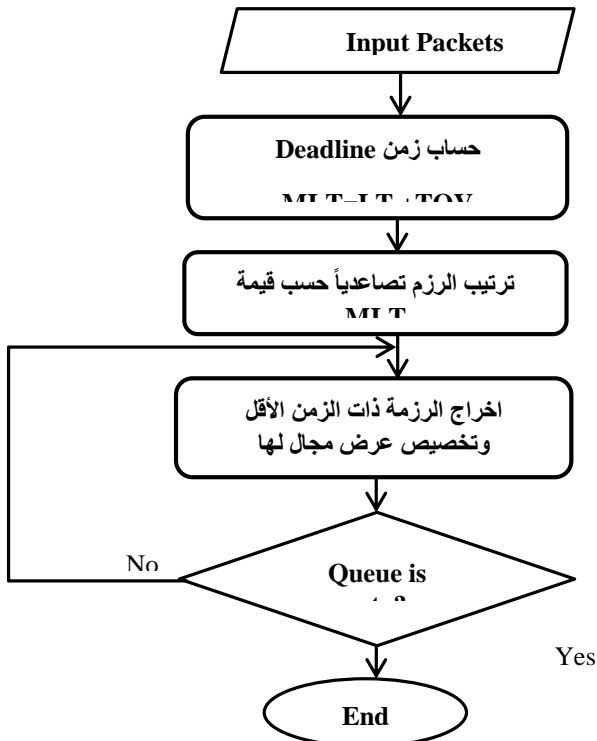 Input Packets
حساب زمن Deadline
ترتيب الرزم تصاعدياً حسب قيمة
MLT
اخراج الرزمة ذات الزمن الأقل
وتخصيص عرض مجال لها
No
Queue is
Yes
End